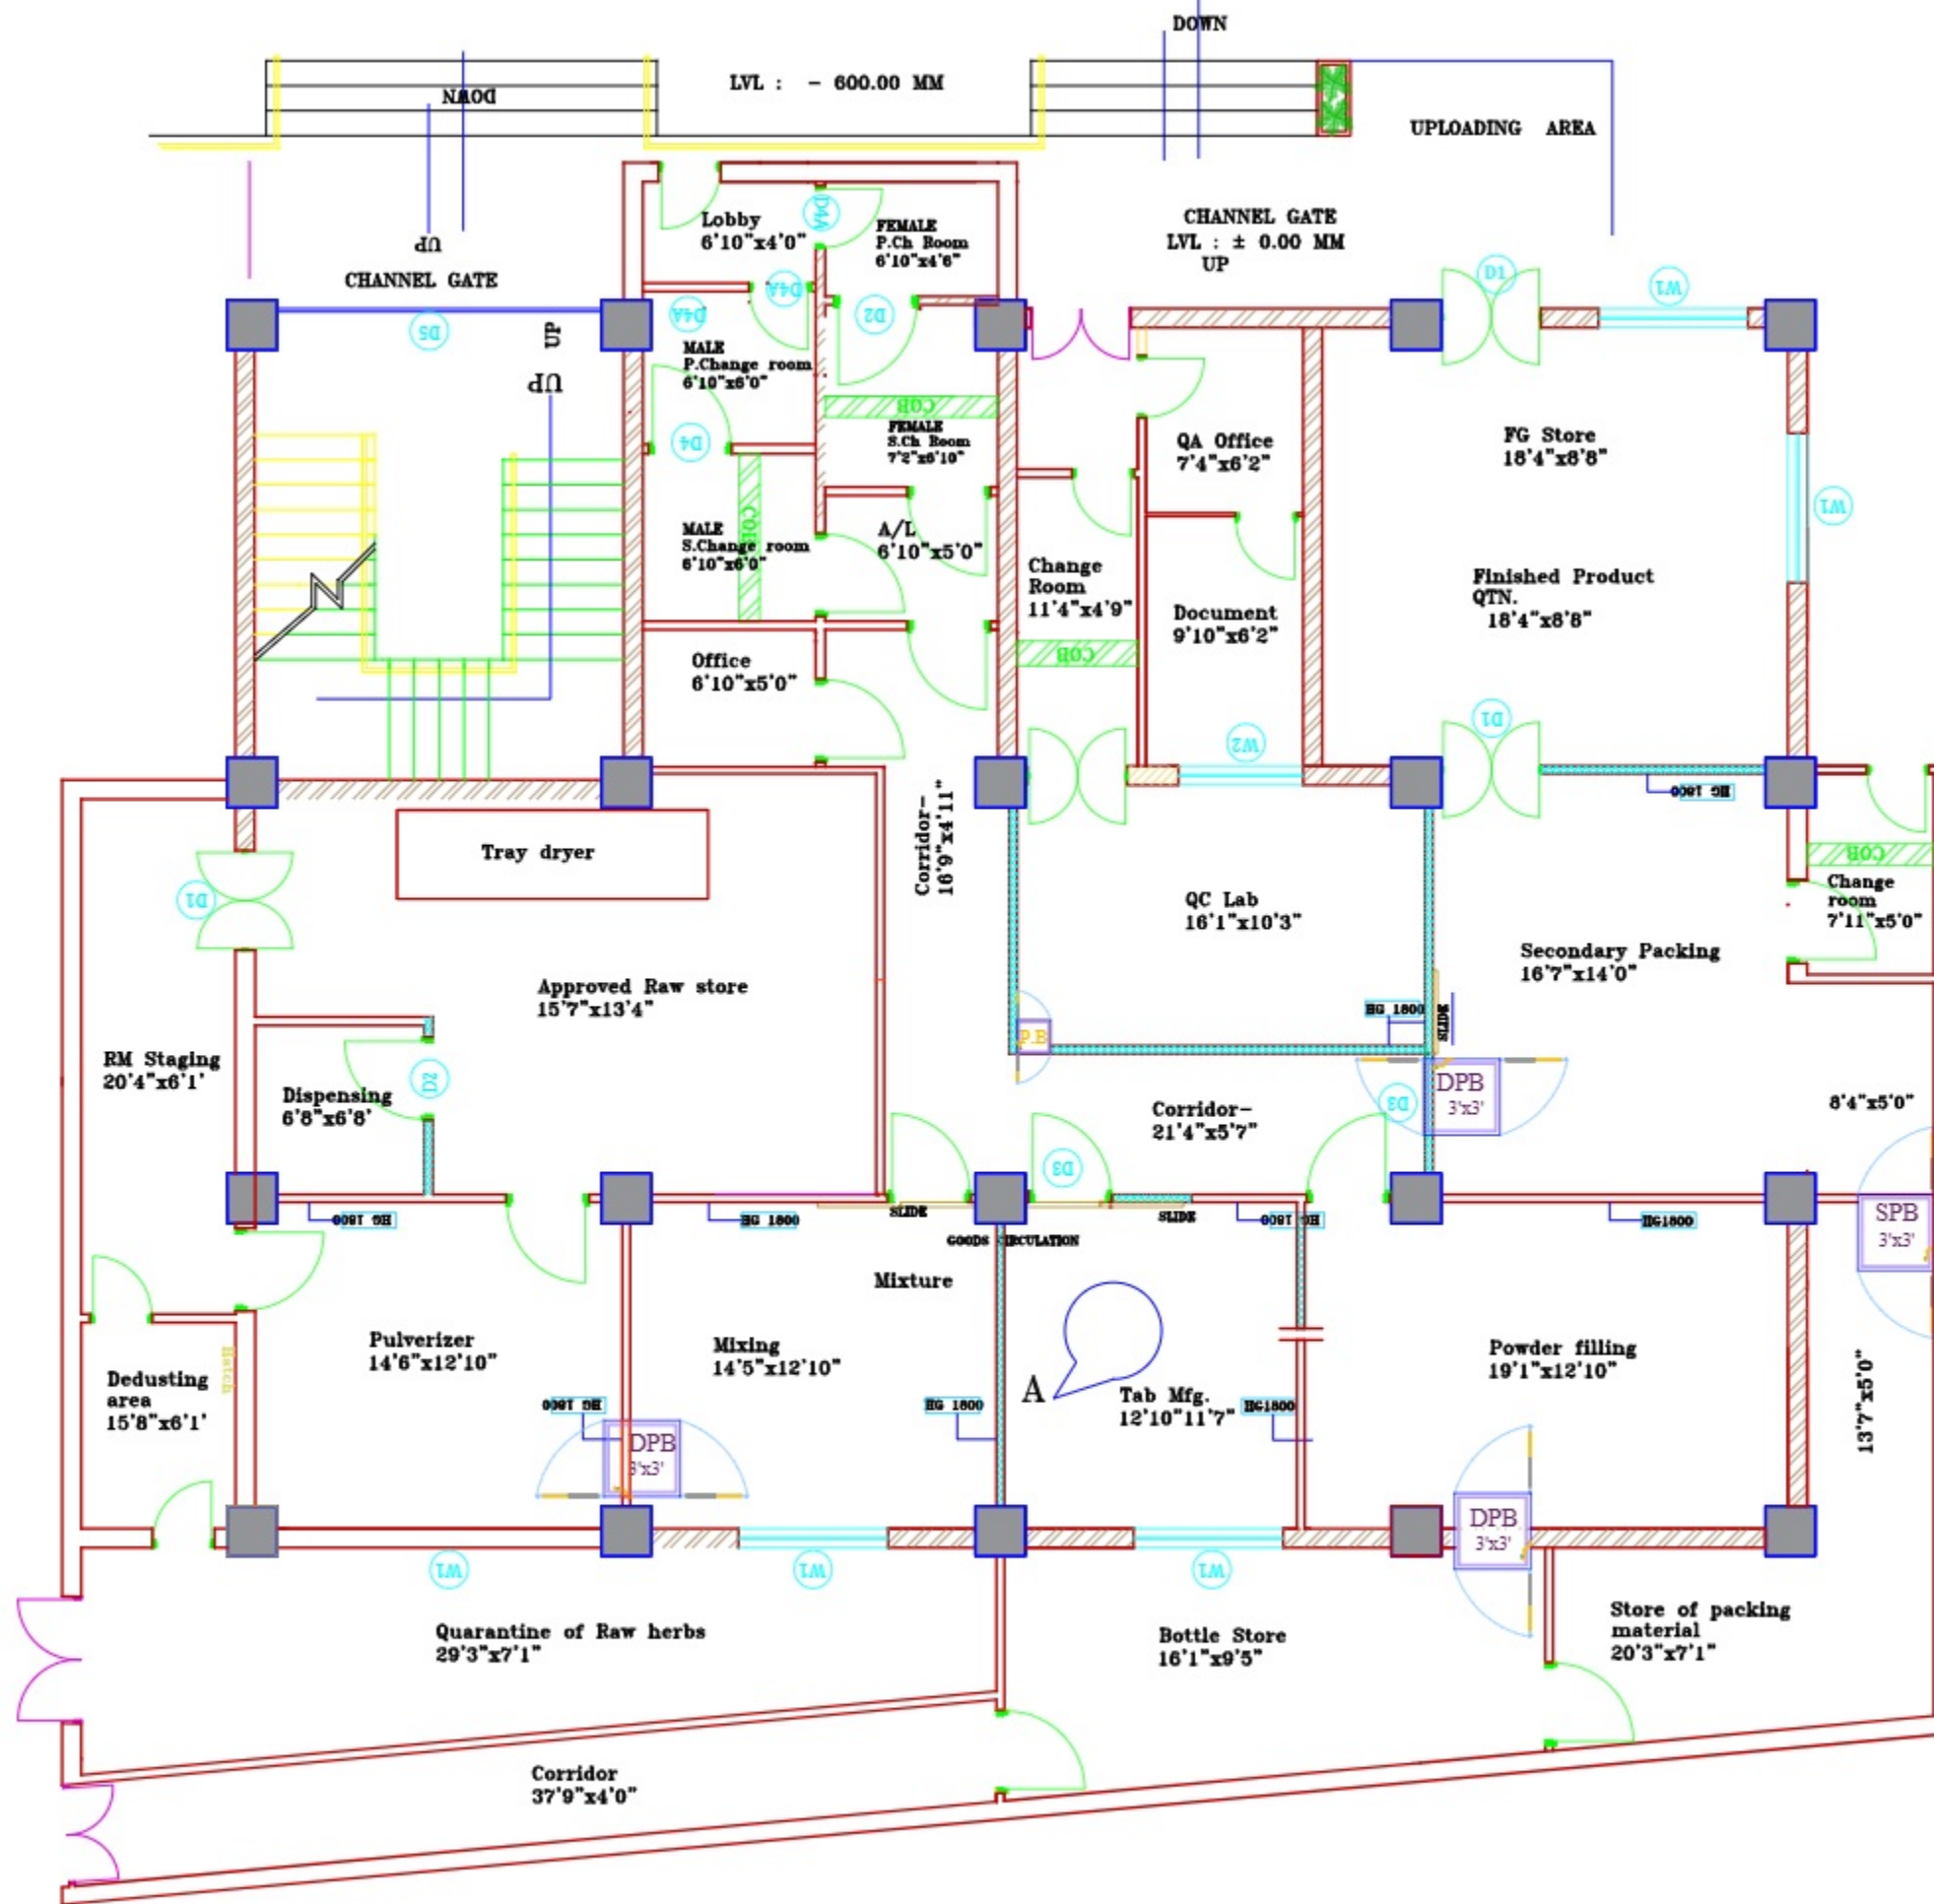 DOWN
DOWN
LVL : - 600.00 MM
UPLOADING AREA
UP
CHANNEL GATE
D5
UP
UP
Lobby
6'10"x4'0"
D4A
FEMALE
P.Ch Room
6'10"x4'6"
D4A
D4A
D2
MALE
P.Change room
6'10"x6'0"
D4
COB
FEMALE
S.Ch Room
7'2"x6'10"
MALE
S.Change room
6'10"x6'0"
COB
A/L
6'10"x5'0"
Office
6'10"x5'0"
CHANNEL GATE
LVL : ± 0.00 MM
UP
D1
W1
QA Office
7'4"x6'2"
FG Store
18'4"x8'8"
W1
Change
Room
11'4"x4'9"
COB
Document
9'10"x6'2"
Finished Product
QTN.
18'4"x8'8"
W2
D1
HG 1800
Tray dryer
D1
Corridor-
16'9"x4'11"
QC Lab
16'1"x10'3"
COB
Change
room
7'11"x5'0"
Approved Raw store
15'7"x13'4"
Secondary Packing
16'7"x14'0"
P.B
HG 1800
SLIDE
RM Staging
20'4"x6'1'
Dispensing
6'8"x6'8'
D2
Corridor-
21'4"x5'7"
D3
DPB
3'x3'
8'4"x5'0"
D3
HG 1800
HG 1800
SLIDE
SLIDE
HG 1800
HG1800
SPB
3'x3'
GOODS CIRCULATION
Mixture
Pulverizer
14'6"x12'10"
Mixing
14'5"x12'10"
Powder filling
19'1"x12'10"
Dedusting
area
15'8"x6'1'
Hatch
HG 1800
HG 1800
A
Tab Mfg.
12'10"11'7"
HG1800
13'7"x5'0"
DPB
3'x3'
DPB
3'x3'
W1
W1
W1
Quarantine of Raw herbs
29'3"x7'1"
Bottle Store
16'1"x9'5"
Store of packing
material
20'3"x7'1"
Corridor
37'9"x4'0"